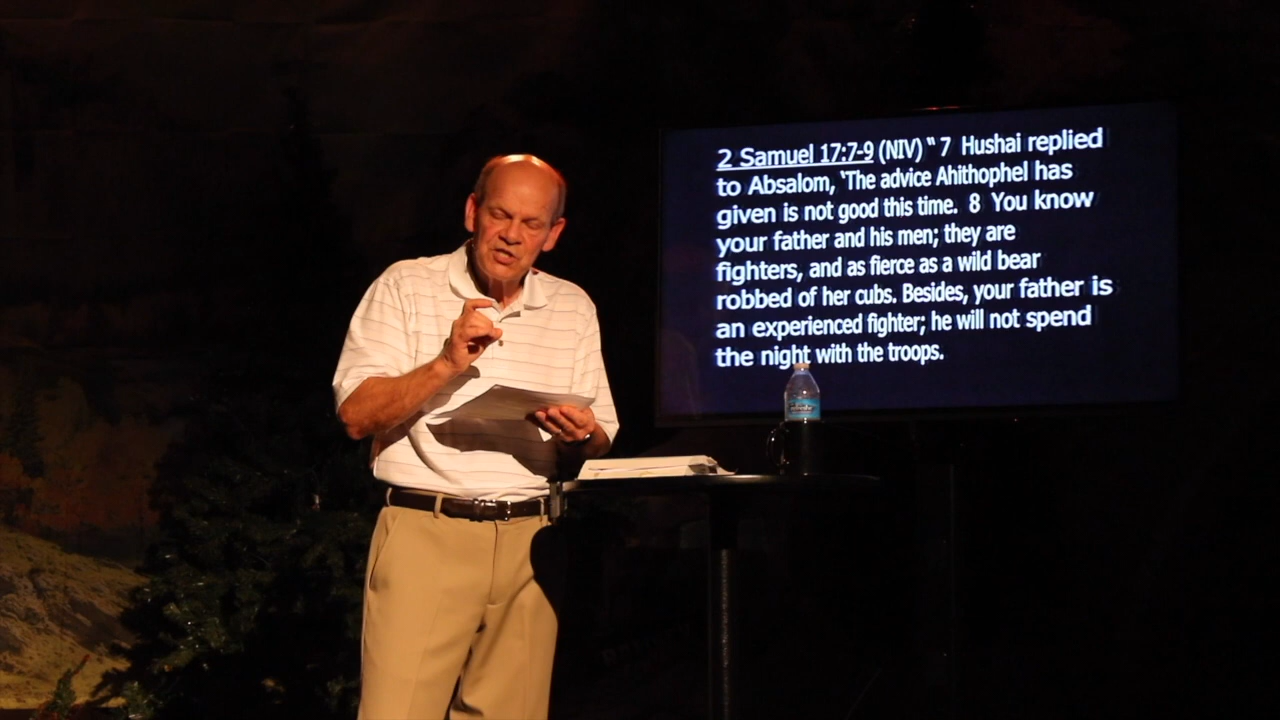 2 Samuel 17:7-9 (NIV) “ 7 Hushai replied
to Absalom, ‘The advice Ahithophel has
given is not good this time. 8 You know
your father and his men; they are
fighters, and as fierce as a wild bear
robbed of her cubs. Besides, your father is
an experienced fighter; he will not spend
the night with the troops.